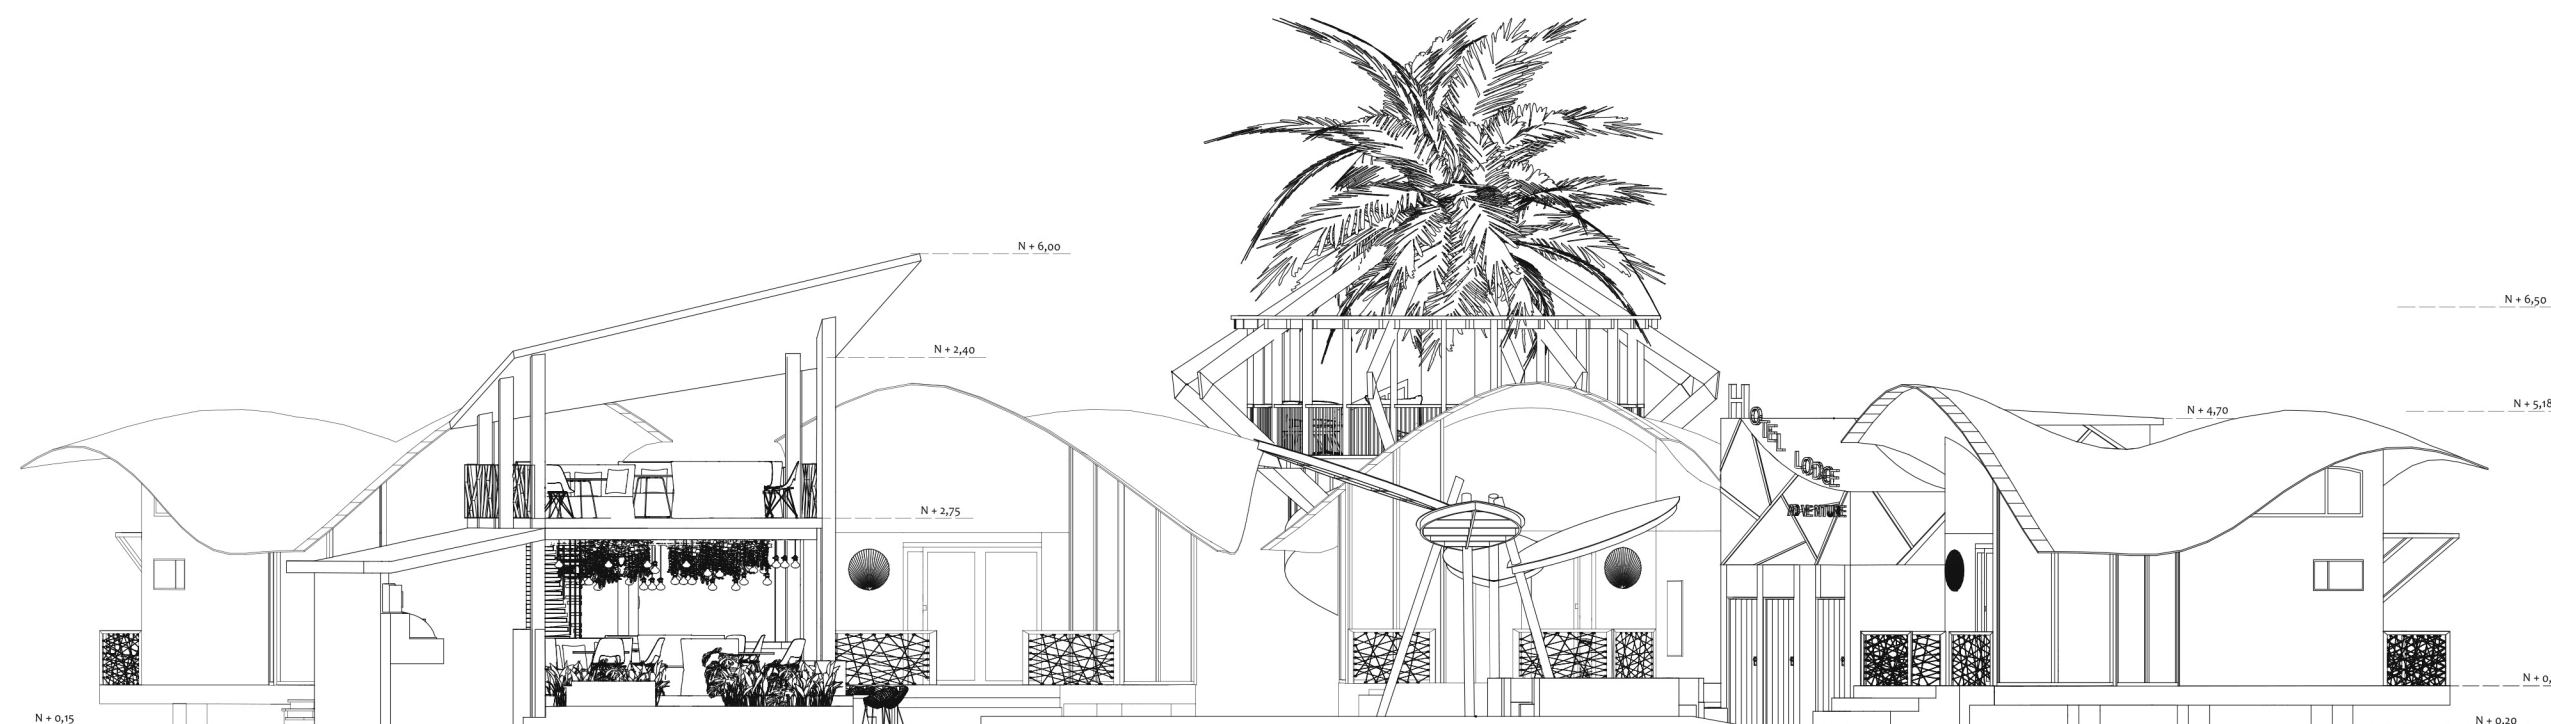 N + 6,00
N + 6,50
N + 2,40
N + 5,18
N + 4,70
HOTEL LODGE
ADVENTURE
N + 2,75
N + 0,
N + 0,15
N + 0,20